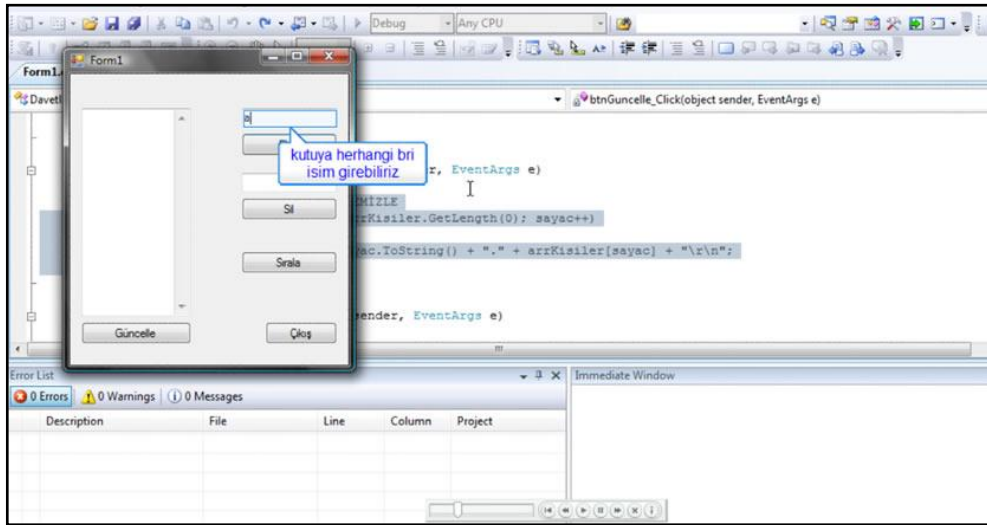 Debug
Any CPU
Form1
Form1.
Davetl
btnGuncelle_Click(object sender, EventArgs e)
a
kutuya herhangi bri
isim girebiliriz
r, EventArgs e)
MİZLE
Sil
rrKisiler.GetLength(0); sayac++)
yac.ToString() + "." + arrKisiler[sayac] + "\r\n";
Sırala
sender, EventArgs e)
Güncelle
Çıkış
Error List
Immediate Window
0 Errors
0 Warnings
0 Messages
Description
File
Line
Column
Project